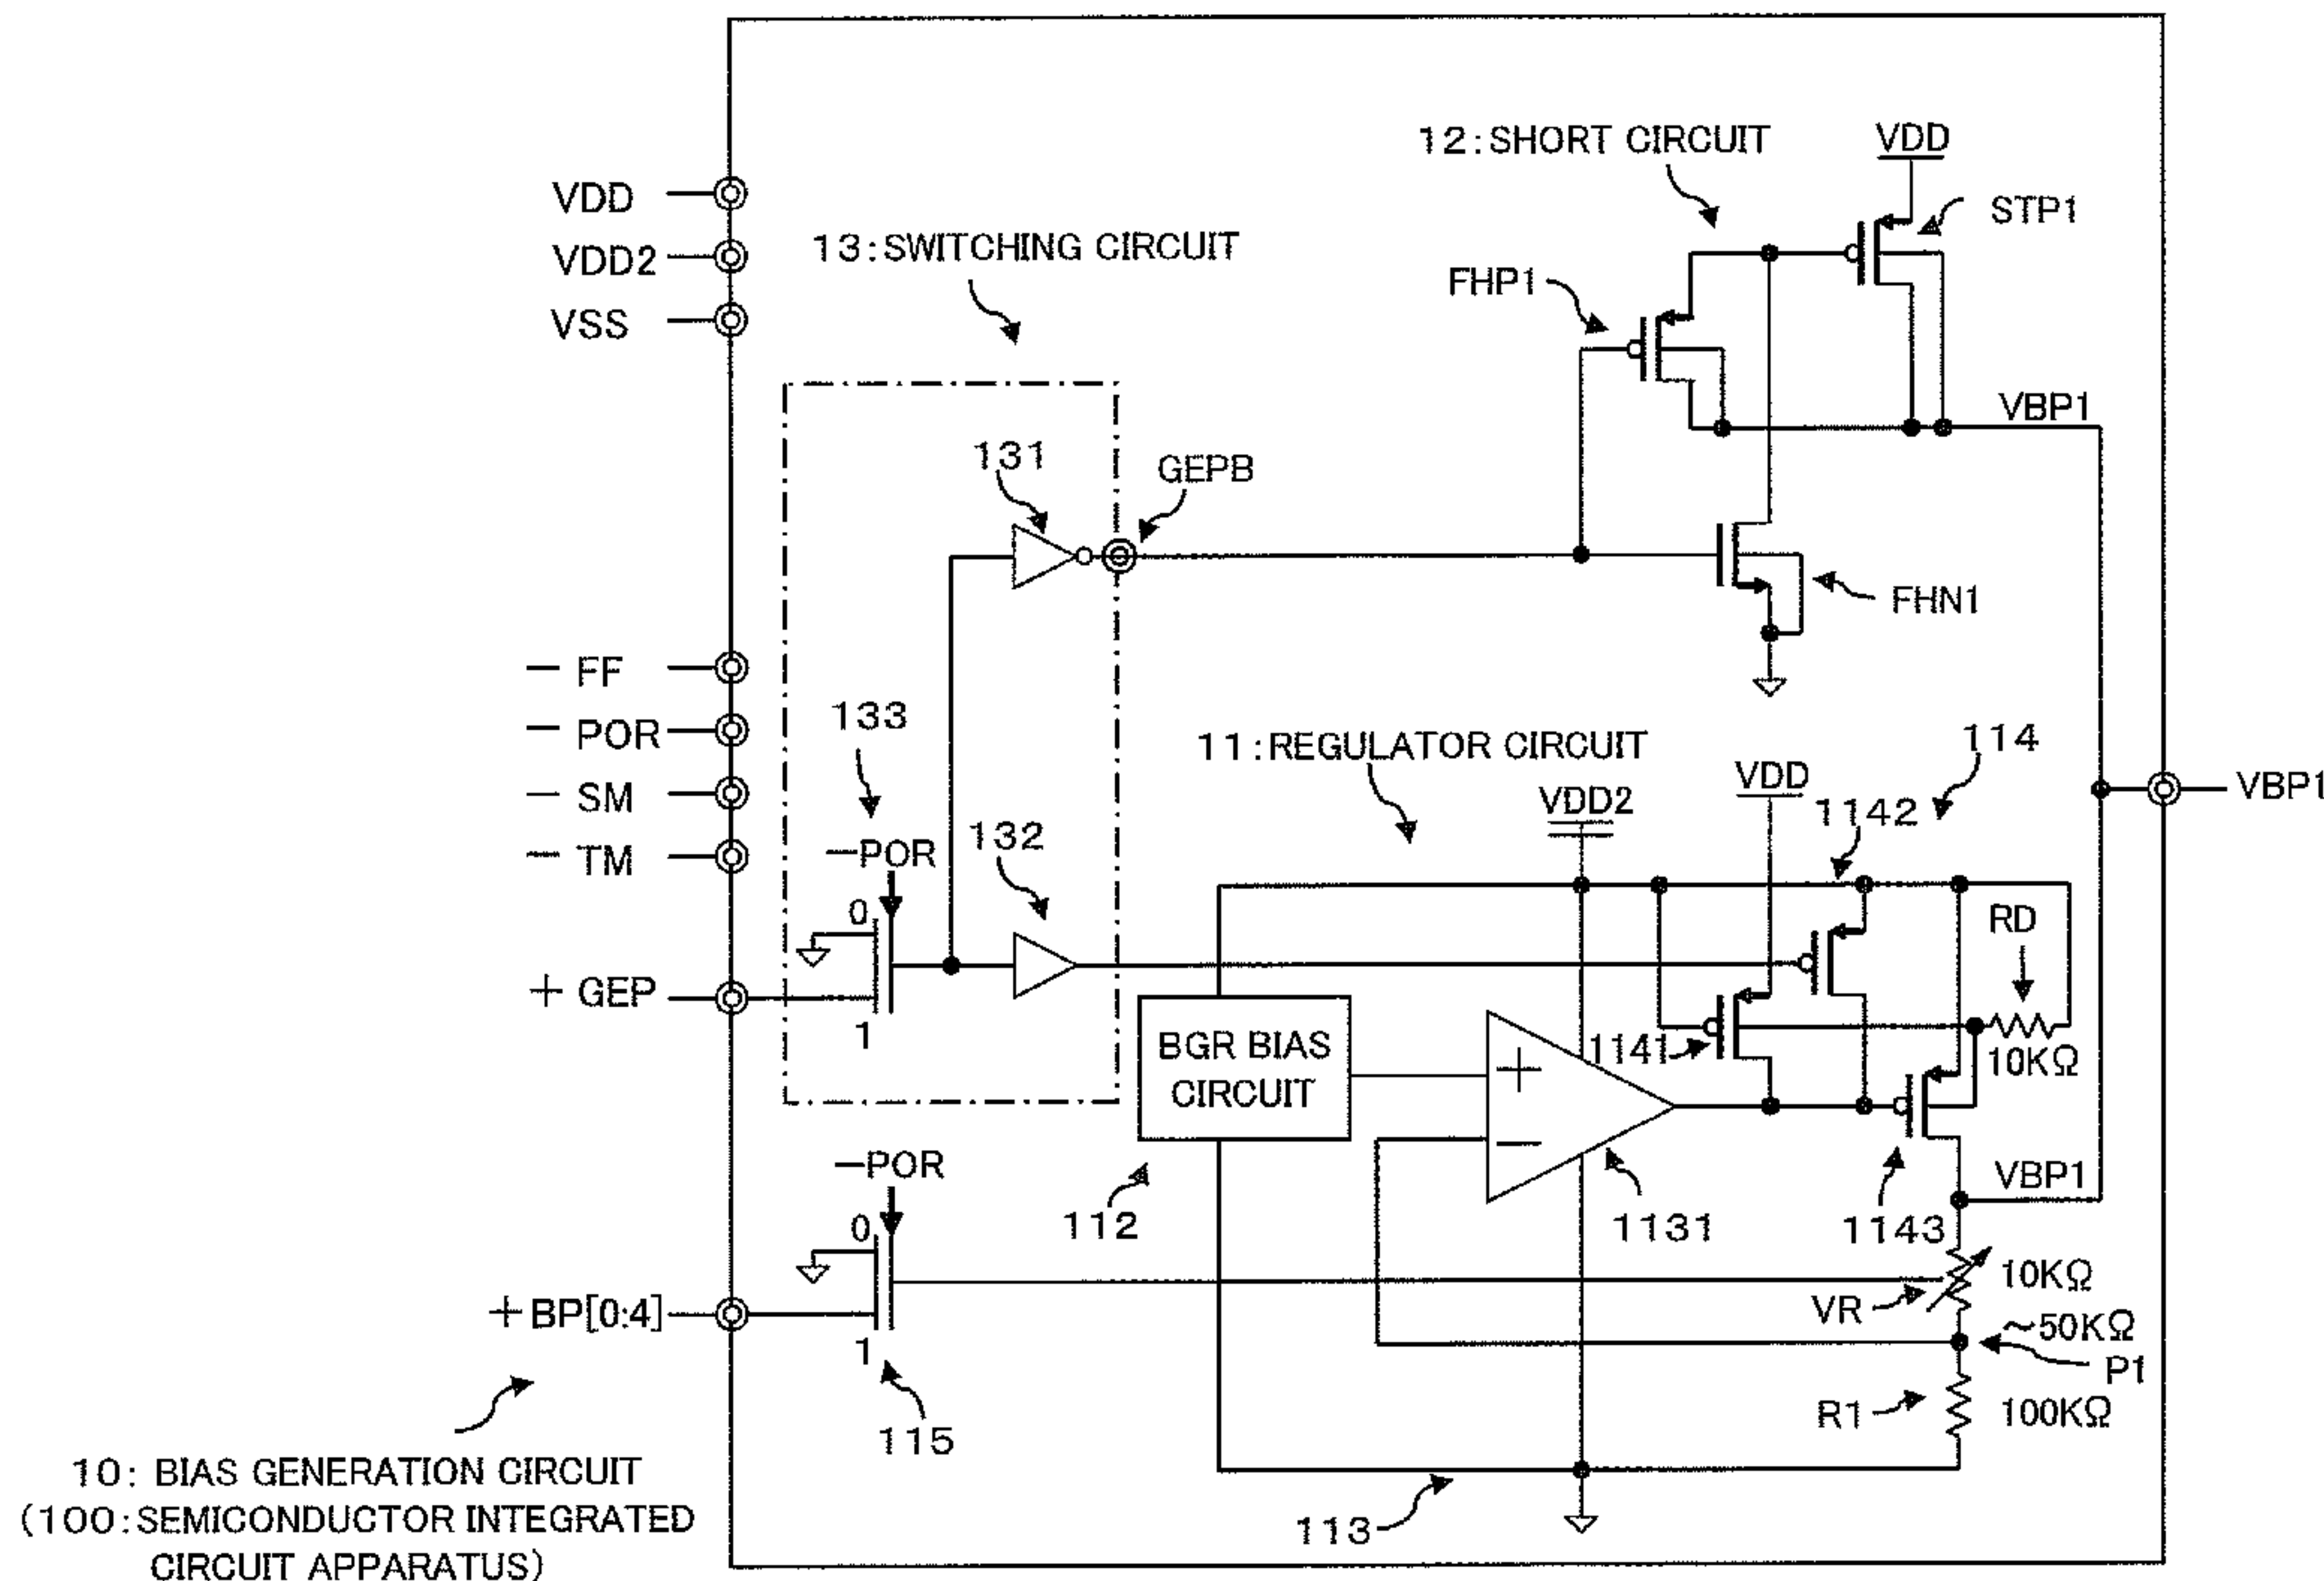 12:SHORT CIRCUIT
VDD
STP1
VDD
VDD2
VSS
13:SWITCHING CIRCUIT
FHP1
VBP1
131
GEPB
FHN1
− FF
− POR
− SM
− TM
133
−POR
0
1
132
+ GEP
11:REGULATOR CIRCUIT
VDD2
VDD
114
1142
RD
10KΩ
VBP1
BGR BIAS
CIRCUIT
+
−
1141
112
1131
1143
VBP1
−POR
0
1
115
+BP[0:4]
VR
10KΩ
~50KΩ
P1
R1
100KΩ
113
10: BIAS GENERATION CIRCUIT
(100:SEMICONDUCTOR INTEGRATED
CIRCUIT APPARATUS)